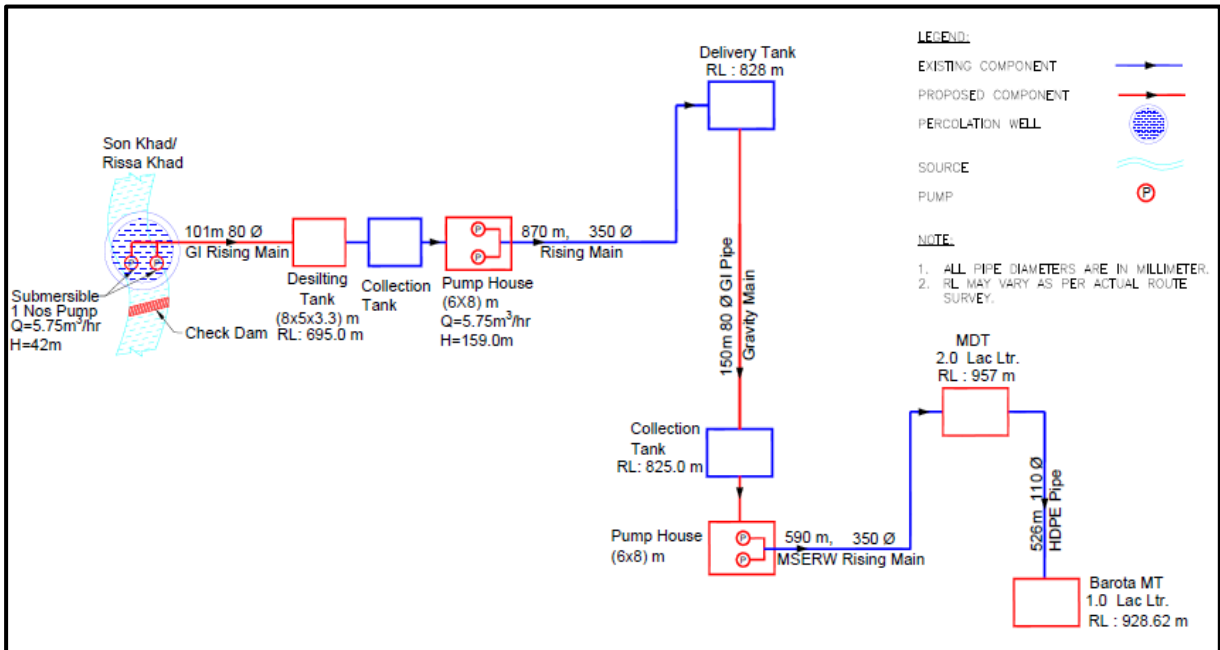 Son Khad/
Rissa Khad
101m 80 Ø
GI Rising Main
P
P
Submersible
1 Nos Pump
Q=5.75m³/hr
H=42m
Check Dam
Desilting
Tank
(8x5x3.3) m
RL: 695.0 m
Collection
Tank
P
P
Pump House
(6X8) m
Q=5.75m³/hr
H=159.0m
870 m, 350 Ø
Rising Main
Delivery Tank
RL : 828 m
150m 80 Ø GI Pipe
Gravity Main
Collection
Tank
RL: 825.0 m
Pump House
(6x8) m
P
P
590 m, 350 Ø
MSERW Rising Main
MDT
2.0 Lac Ltr.
RL : 957 m
526m 110 Ø
HDPE Pipe
Barota MT
1.0 Lac Ltr.
RL : 928.62 m
LEGEND:
EXISTING COMPONENT
PROPOSED COMPONENT
PERCOLATION WELL
SOURCE
PUMP
P
NOTE:
1. ALL PIPE DIAMETERS ARE IN MILLIMETER.
2. RL MAY VARY AS PER ACTUAL ROUTE
SURVEY.